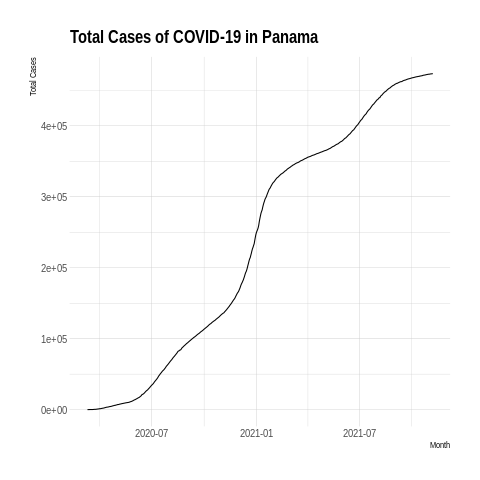 Total Cases of COVID-19 in Panama
Total Cases
4e+05
3e+05
2e+05
1e+05
0e+00
2020-07 2021-01 2021-07
Month